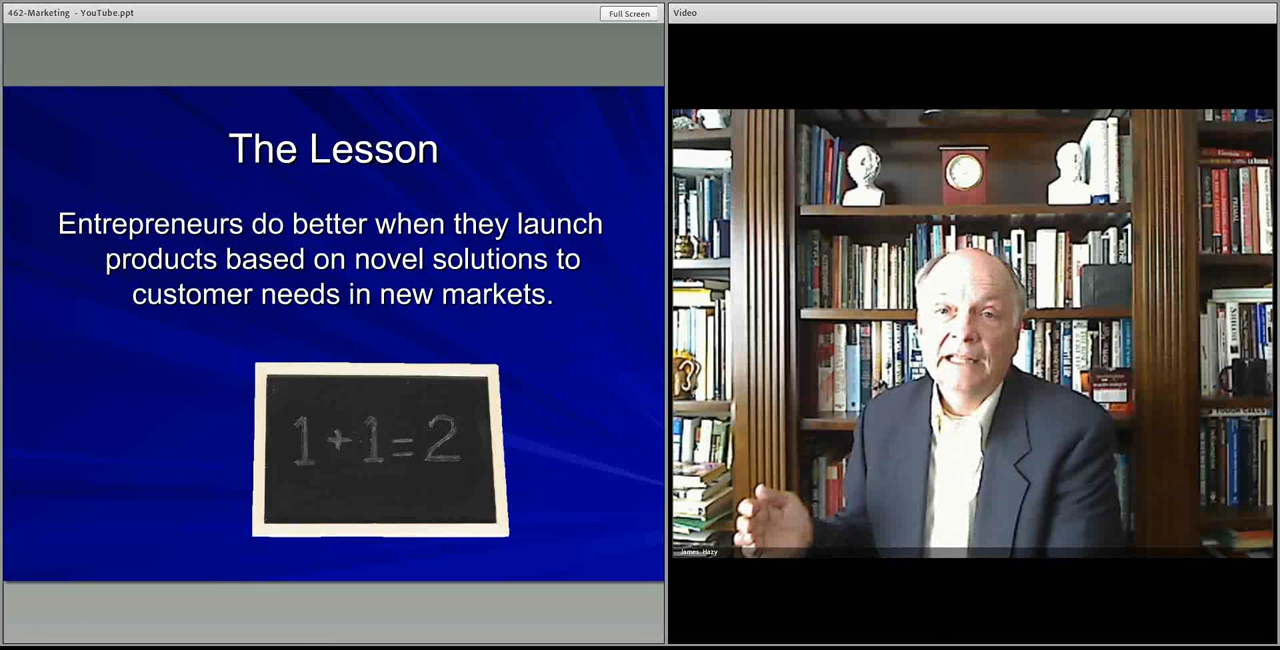 462-Marketing - YouTube.ppt
Full Screen
The Lesson
Entrepreneurs do better when they launch
products based on novel solutions to
customer needs in new markets.
1+1=2
Video
James Hazy